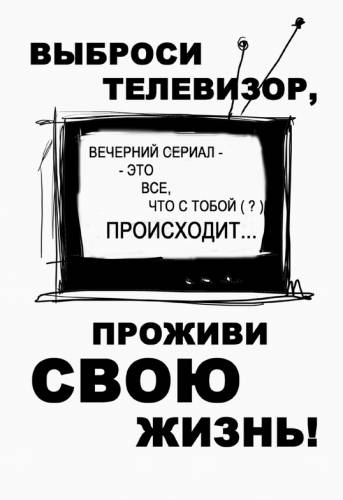 ВЫБРОСИ
ТЕЛЕВИЗОР,
ВЕЧЕРНИЙ СЕРИАЛ -
- ЭТО
ВСЕ,
ЧТО С ТОБОЙ ( ? )
ПРОИСХОДИТ...
ПРОЖИВИ
СВОЮ
ЖИЗНЬ!